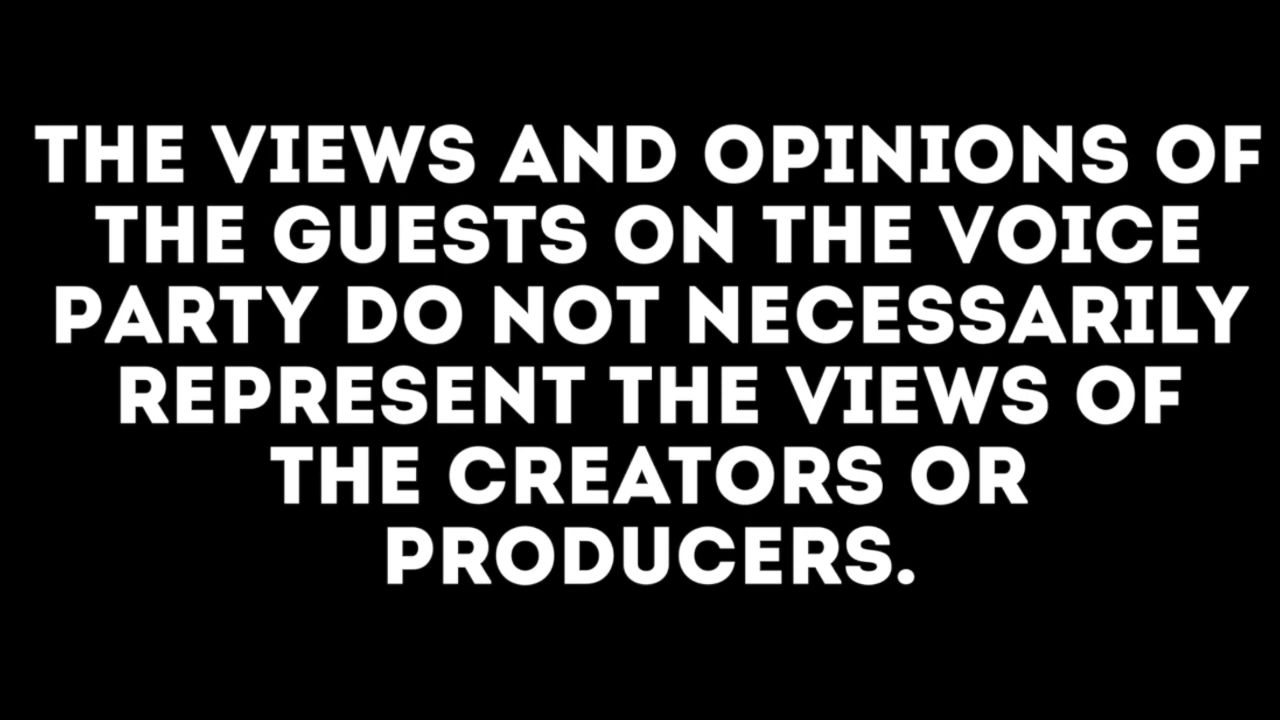 THE VIEWS AND OPINIONS OF
THE GUESTS ON THE VOICE
PARTY DO NOT NECESSARILY
REPRESENT THE VIEWS OF
THE CREATORS OR
PRODUCERS.